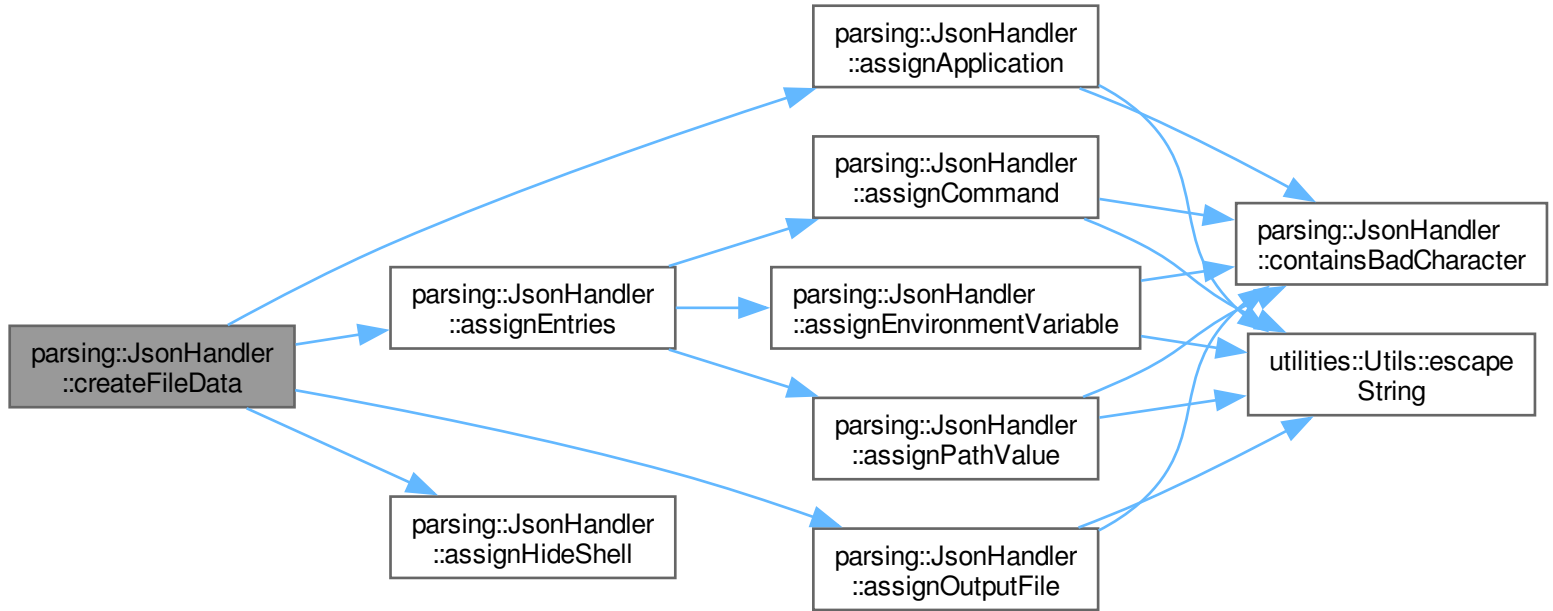 parsing::JsonHandler
::createFileData
parsing::JsonHandler
::assignApplication
parsing::JsonHandler
::assignEntries
parsing::JsonHandler
::assignHideShell
parsing::JsonHandler
::assignCommand
parsing::JsonHandler
::assignEnvironmentVariable
parsing::JsonHandler
::assignPathValue
parsing::JsonHandler
::assignOutputFile
parsing::JsonHandler
::containsBadCharacter
utilities::Utils::escape
String